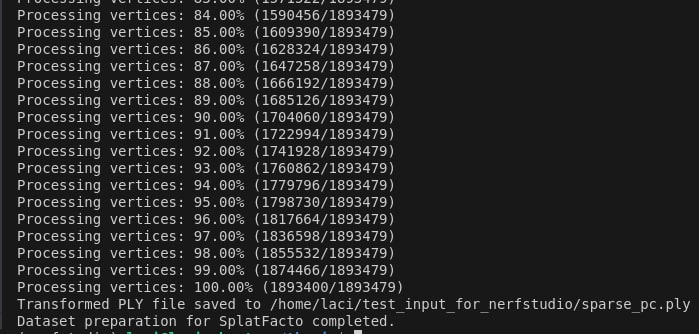 Processing vertices: 84.00% (1590456/1893479)
Processing vertices: 85.00% (1609390/1893479)
Processing vertices: 86.00% (1628324/1893479)
Processing vertices: 87.00% (1647258/1893479)
Processing vertices: 88.00% (1666192/1893479)
Processing vertices: 89.00% (1685126/1893479)
Processing vertices: 90.00% (1704060/1893479)
Processing vertices: 91.00% (1722994/1893479)
Processing vertices: 92.00% (1741928/1893479)
Processing vertices: 93.00% (1760862/1893479)
Processing vertices: 94.00% (1779796/1893479)
Processing vertices: 95.00% (1798730/1893479)
Processing vertices: 96.00% (1817664/1893479)
Processing vertices: 97.00% (1836598/1893479)
Processing vertices: 98.00% (1855532/1893479)
Processing vertices: 99.00% (1874466/1893479)
Processing vertices: 100.00% (1893400/1893479)
Transformed PLY file saved to /home/laci/test_input_for_nerfstudio/sparse_pc.ply
Dataset preparation for SplatFacto completed.